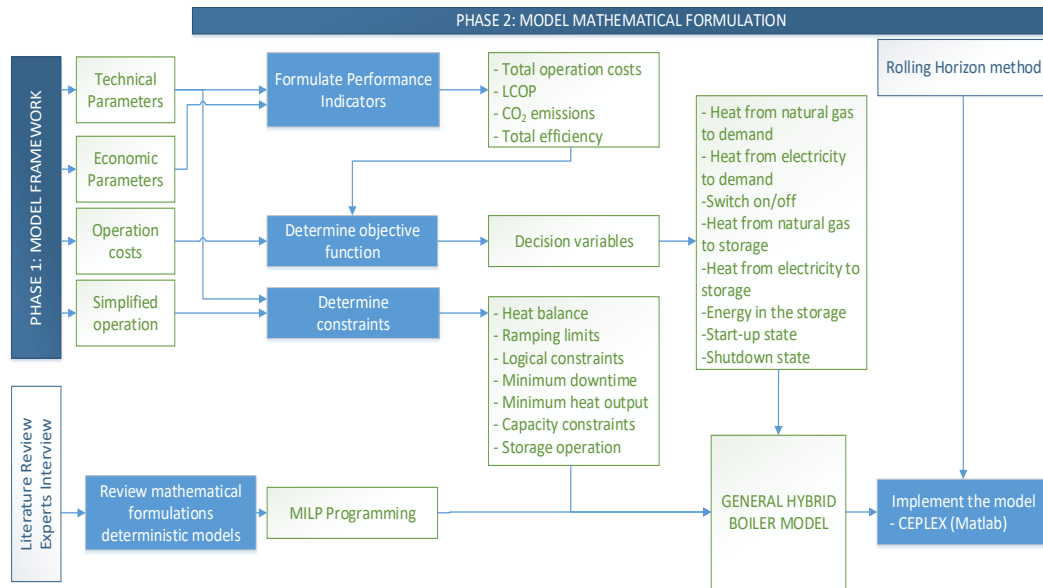 PHASE 2: MODEL MATHEMATICAL FORMULATION
PHASE 1: MODEL FRAMEWORK
Technical
Parameters
Economic
Parameters
Operation
costs
Simplified
operation
Formulate Performance
Indicators
- Total operation costs
- LCOP
- CO₂ emissions
- Total efficiency
Determine objective
function
Decision variables
Determine
constraints
- Heat balance
- Ramping limits
- Logical constraints
- Minimum downtime
- Minimum heat output
- Capacity constraints
- Storage operation
- Heat from natural gas
to demand
- Heat from electricity
to demand
-Switch on/off
-Heat from natural gas
to storage
-Heat from electricity to
storage
-Energy in the storage
-Start-up state
-Shutdown state
Rolling Horizon method
Literature Review
Experts Interview
Review mathematical
formulations
deterministic models
MILP Programming
GENERAL HYBRID
BOILER MODEL
Implement the model
- CEPLEX (Matlab)